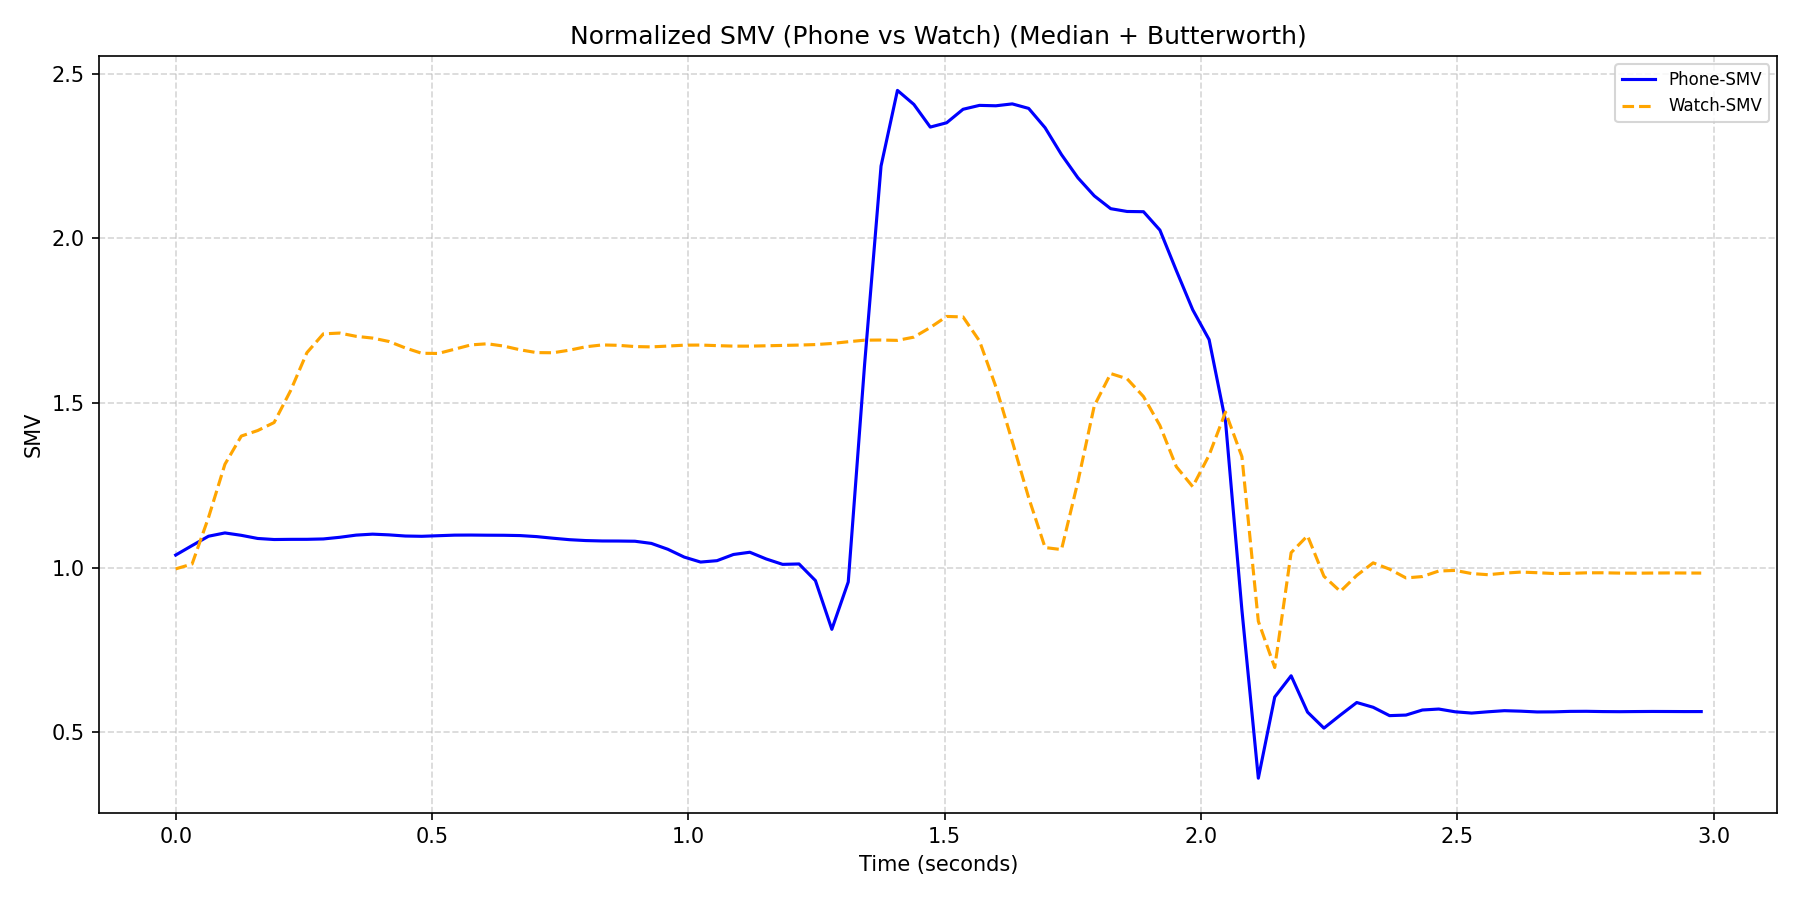 Normalized SMV (Phone vs Watch) (Median + Butterworth)
Phone-SMV
Watch-SMV
SMV
2.5
2.0
1.5
1.0
0.5
0.0 0.5 1.0 1.5 2.0 2.5 3.0
Time (seconds)